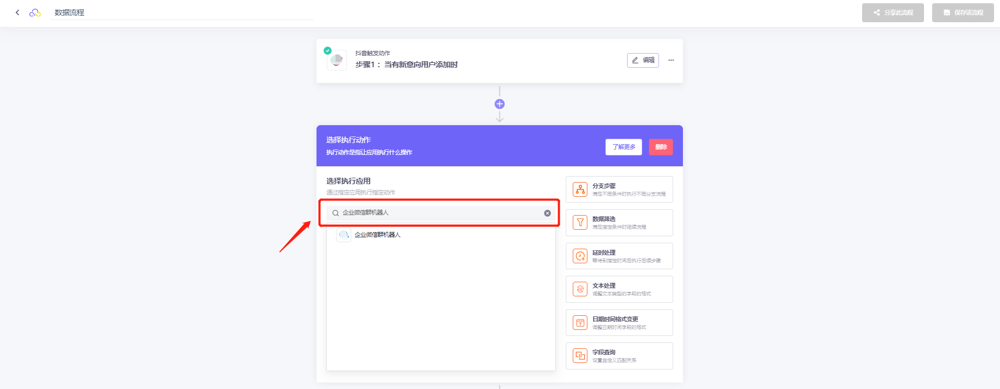 数据流程
分享此流程
保存该流程
抖音触发动作
步骤1： 当有新意向用户添加时
编辑
选择执行动作
执行动作是指让应用执行什么操作
了解更多
删除
选择执行应用
通过指定应用执行指定动作
企业微信群机器人
企业微信群机器人
分支步骤
满足不同条件时执行不同分支流程
数据筛选
满足指定条件时继续流程
延时处理
等待到指定时间后执行后续步骤
文本处理
调整文本类型的字段的格式
日期时间格式变更
调整日期时间字段的格式
字段查询
设置自定义匹配关系